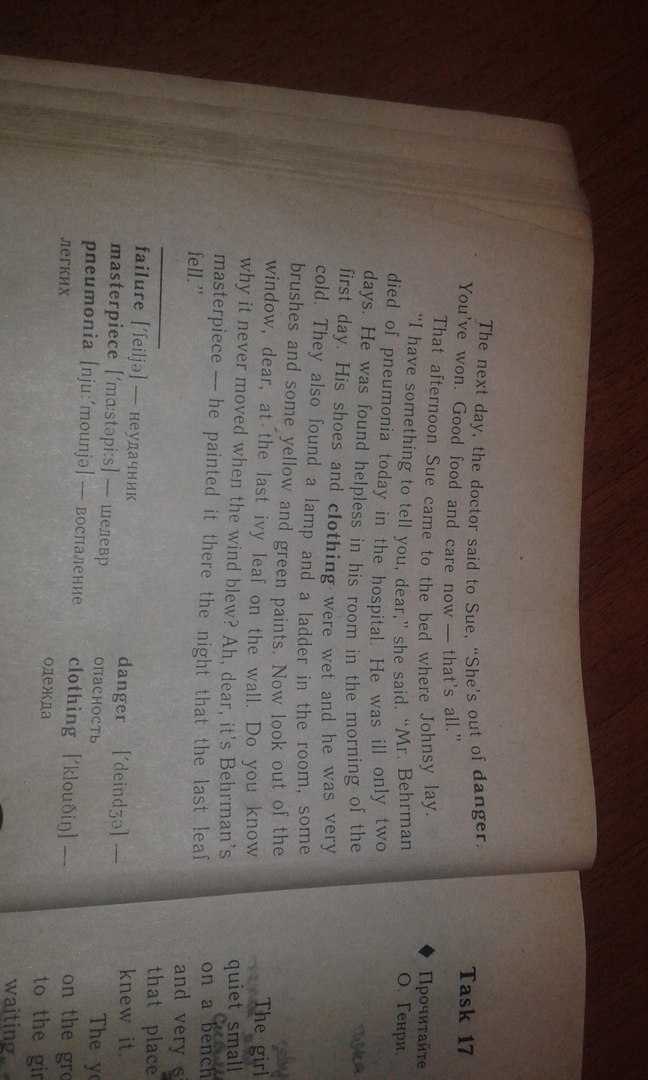 The next day, the doctor said to Sue, “She's out of danger.
You've won. Good food and care now — that's all.”
That afternoon Sue came to the bed where Johnsy lay.
“I have something to tell you, dear,” she said. “Mr. Behrman
died of pneumonia today in the hospital. He was ill only two
days. He was found helpless in his room in the morning of the
first day. His shoes and clothing were wet and he was very
cold. They also found a lamp and a ladder in the room, some
brushes and some yellow and green paints. Now look out of the
window, dear, at the last ivy leaf on the wall. Do you know
why it never moved when the wind blew? Ah, dear, it's Behrman's
masterpiece — he painted it there the night that the last leaf
fell.”
failure ['feiljə] — неудачник
masterpiece ['mɑ:stəpi:s] — шедевр
pneumonia [nju:'mounjə] — воспаление
легких
danger ['deindʒə] —
опасность
clothing ['klouðiŋ] —
одежда
Task 17
◆ Прочитайте
О. Генри
пока
The girl
quiet small
on a bench
and very
that place
knew it.
The
on the
to the
waiting